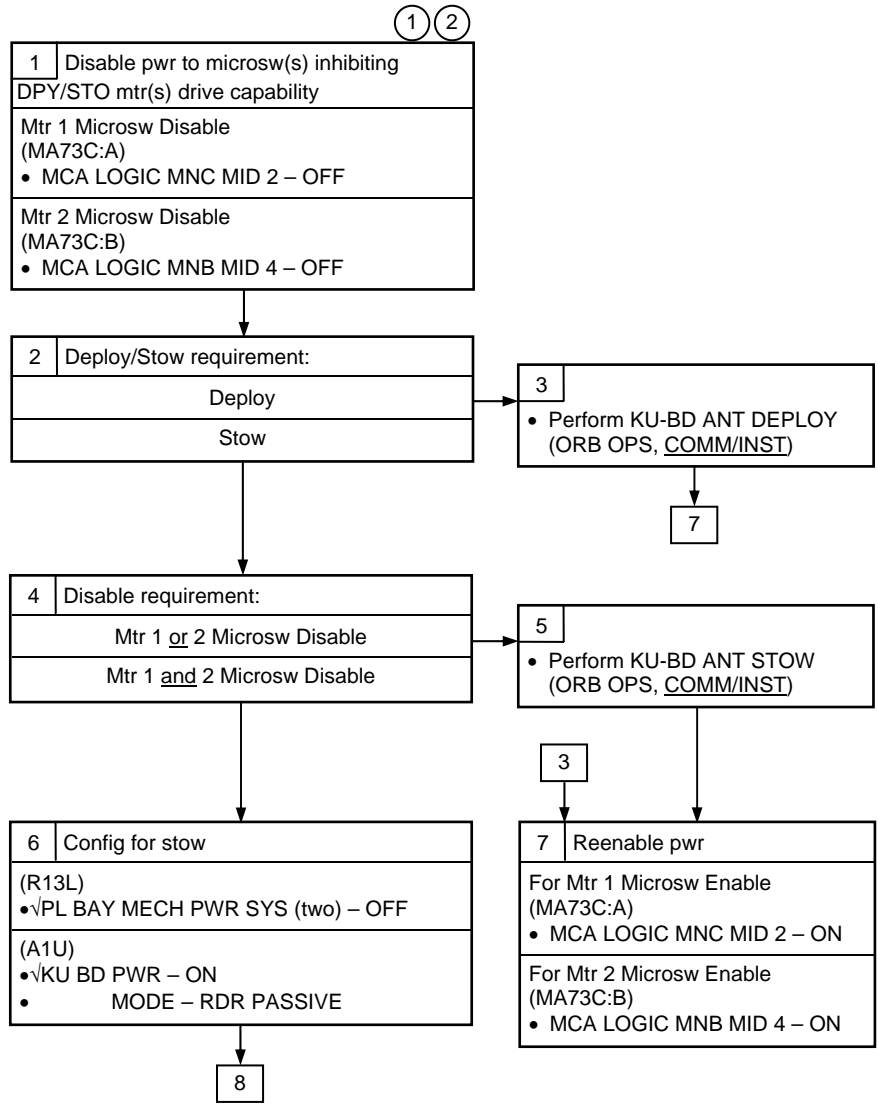 1 2
1 Disable pwr to microsw(s) inhibiting
DPY/STO mtr(s) drive capability
Mtr 1 Microsw Disable
(MA73C:A)
• MCA LOGIC MNC MID 2 – OFF
Mtr 2 Microsw Disable
(MA73C:B)
• MCA LOGIC MNB MID 4 – OFF
2 Deploy/Stow requirement:
Deploy
Stow
3
• Perform KU-BD ANT DEPLOY
(ORB OPS, COMM/INST)
7
4 Disable requirement:
Mtr 1 or 2 Microsw Disable
Mtr 1 and 2 Microsw Disable
5
• Perform KU-BD ANT STOW
(ORB OPS, COMM/INST)
3
6 Config for stow
(R13L)
•√PL BAY MECH PWR SYS (two) – OFF
(A1U)
•√KU BD PWR – ON
• MODE – RDR PASSIVE
8
7 Reenable pwr
For Mtr 1 Microsw Enable
(MA73C:A)
• MCA LOGIC MNC MID 2 – ON
For Mtr 2 Microsw Enable
(MA73C:B)
• MCA LOGIC MNB MID 4 – ON